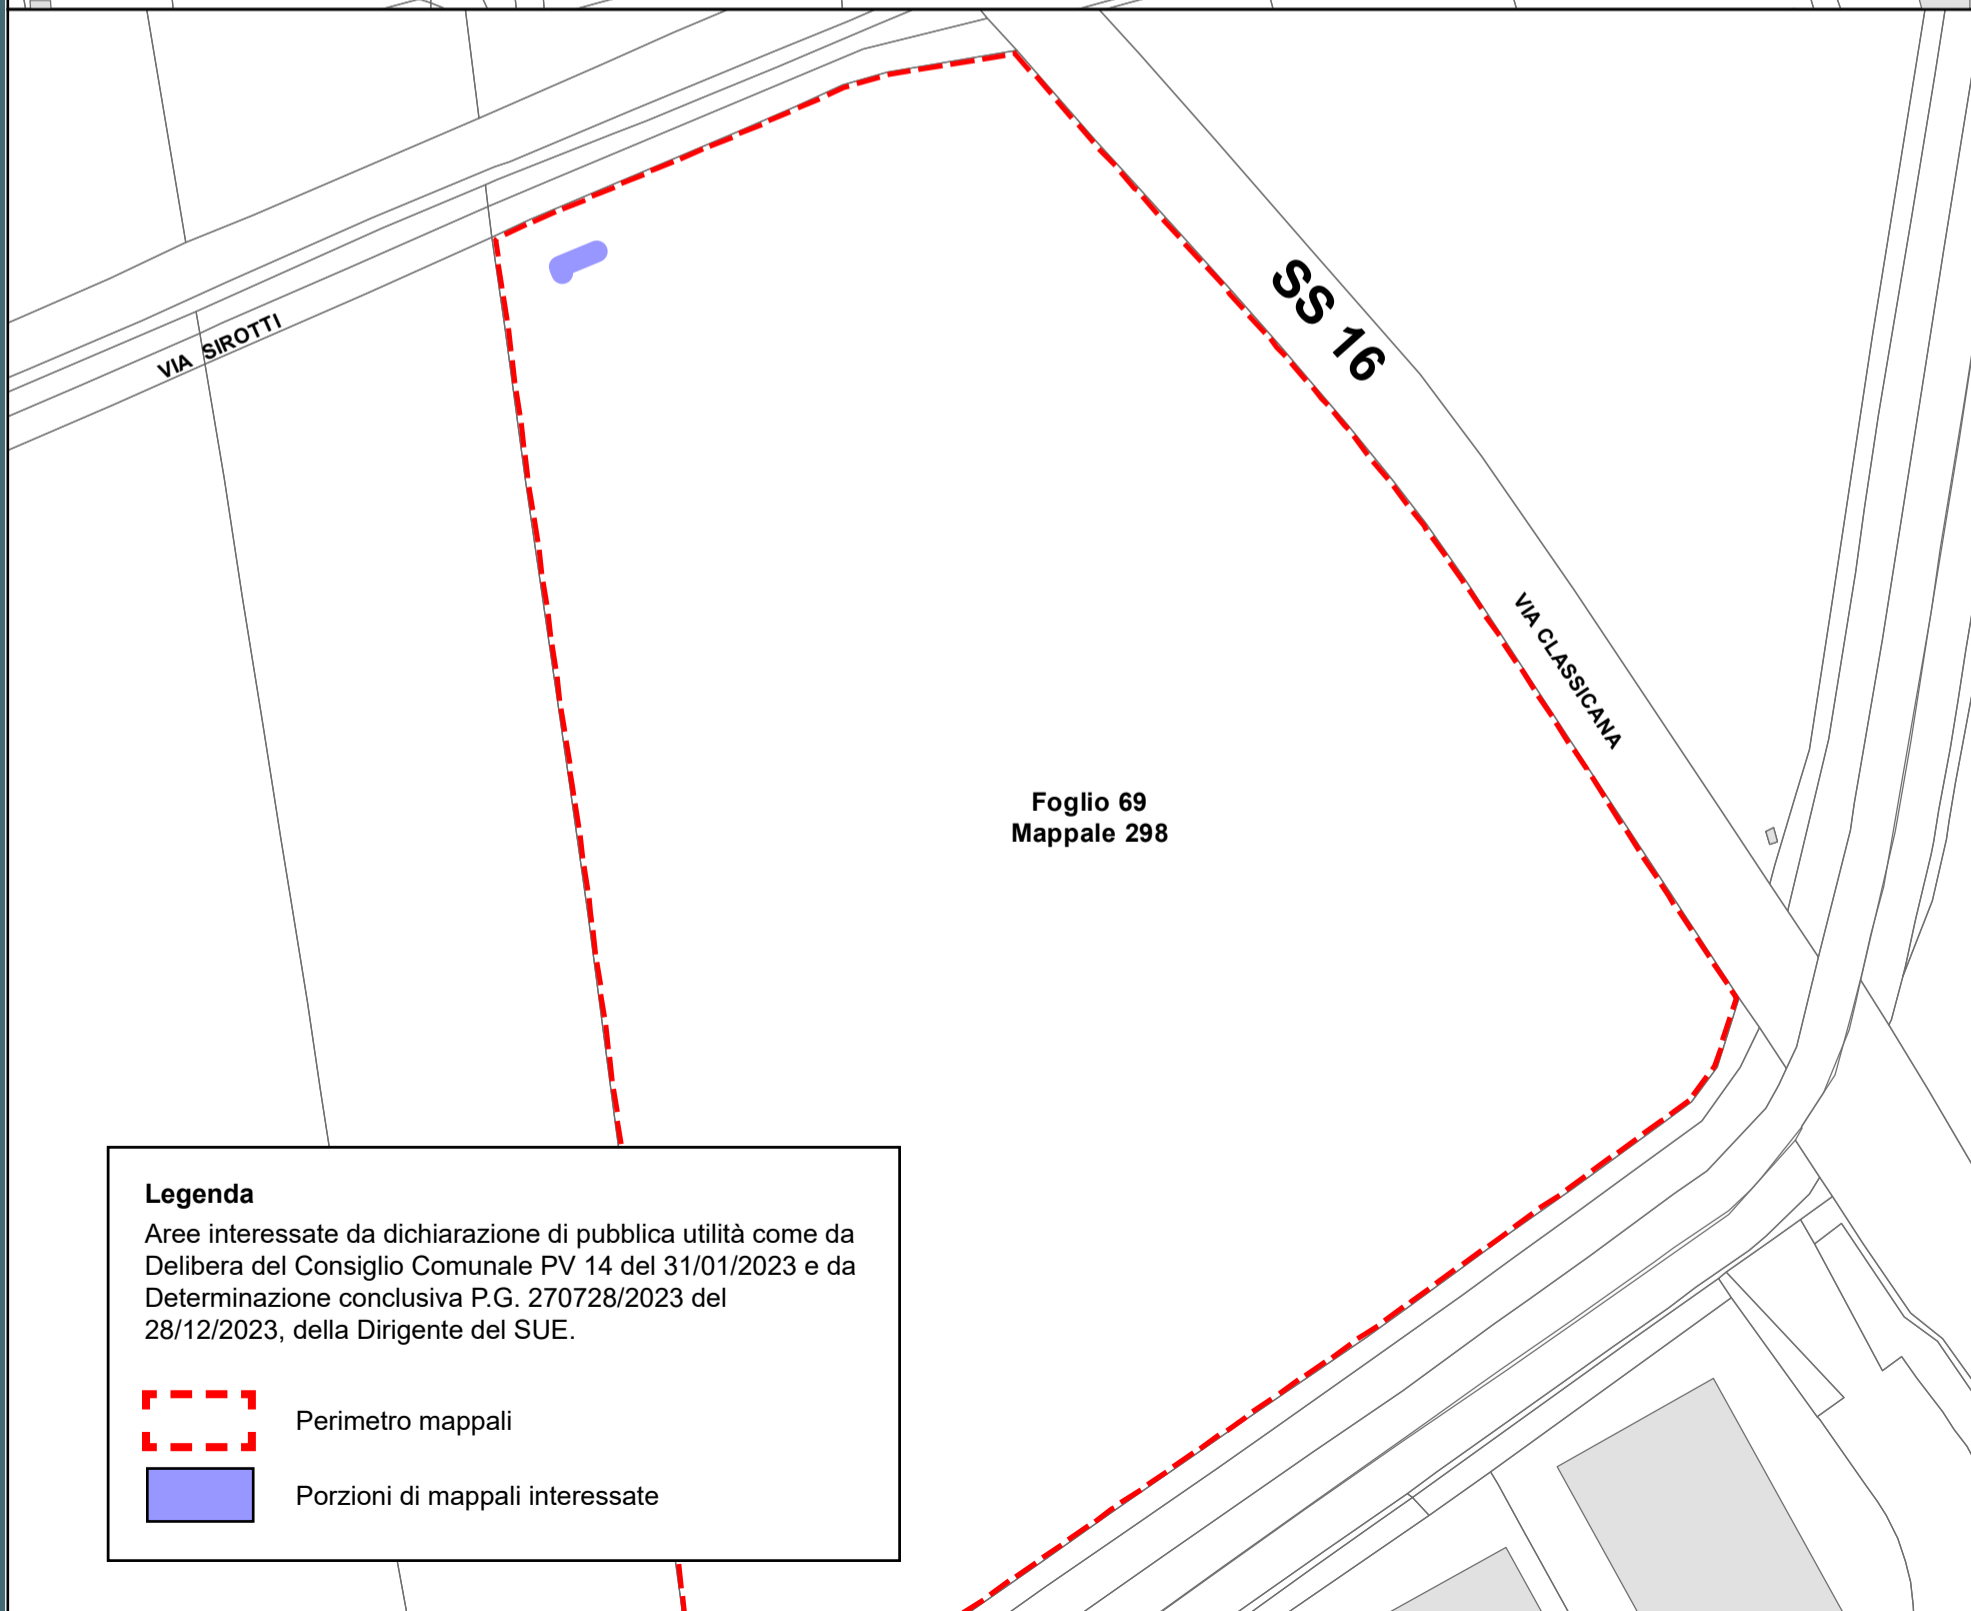 SS 16
VIA SIROTTI
VIA CLASSICANA
Foglio 69
Mappale 298
Legenda
Aree interessate da dichiarazione di pubblica utilità come da
Delibera del Consiglio Comunale PV 14 del 31/01/2023 e da
Determinazione conclusiva P.G. 270728/2023 del
28/12/2023, della Dirigente del SUE.
Perimetro mappali
Porzioni di mappali interessate